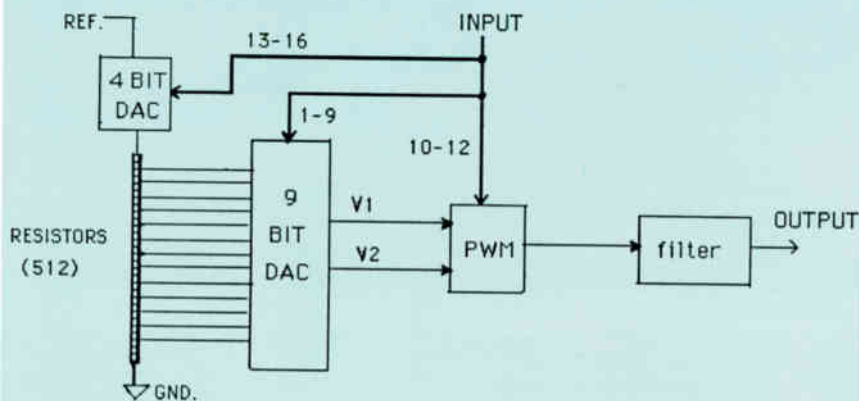 REF.
INPUT
13-16
4 BIT
DAC
1-9
10-12
9
BIT
DAC
V1
V2
PWM
filter
OUTPUT
RESISTORS
(512)
GND.